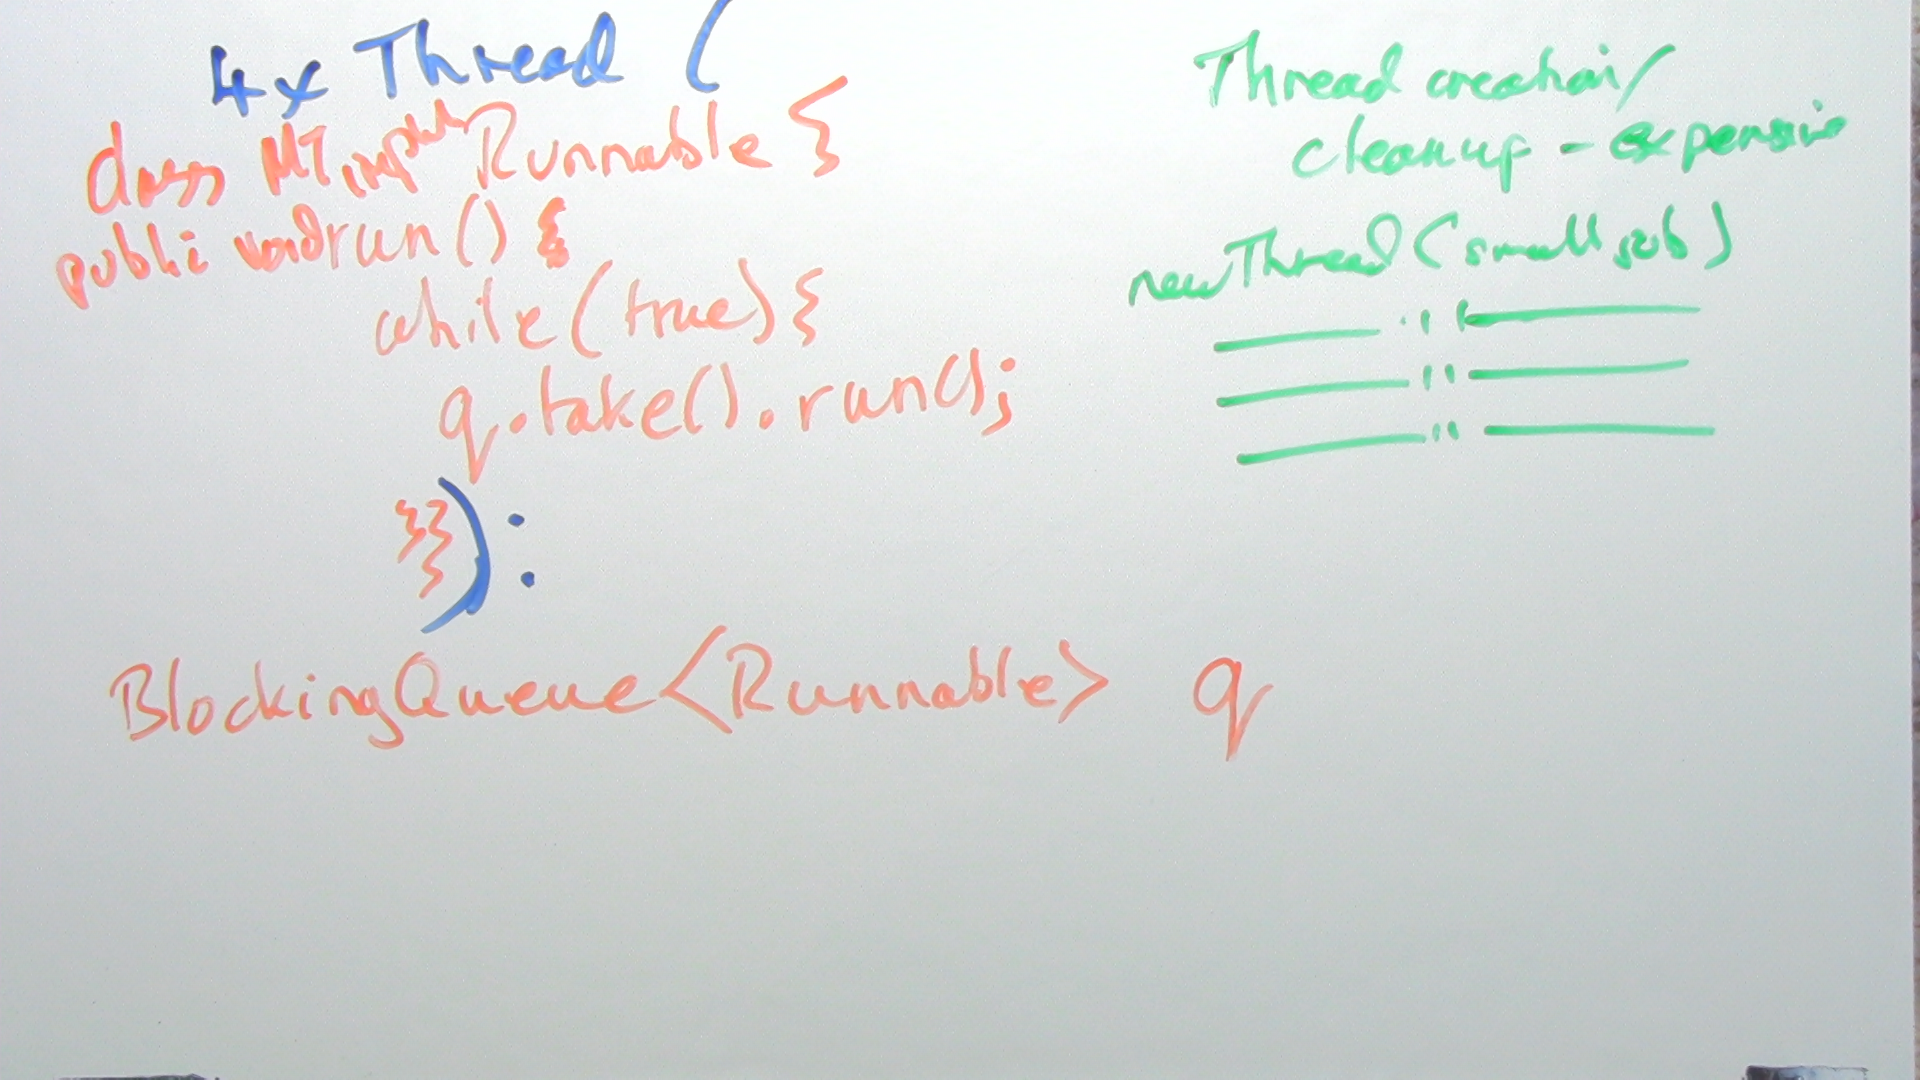 4x Thread (
class MT impl Runnable {
public void run() {
while(true){
q.take().run();
}}
}
):
BlockingQueue<Runnable> q
Thread creation/
cleanup - expensive
new Thread (small job)
— " —
— " —
— " —